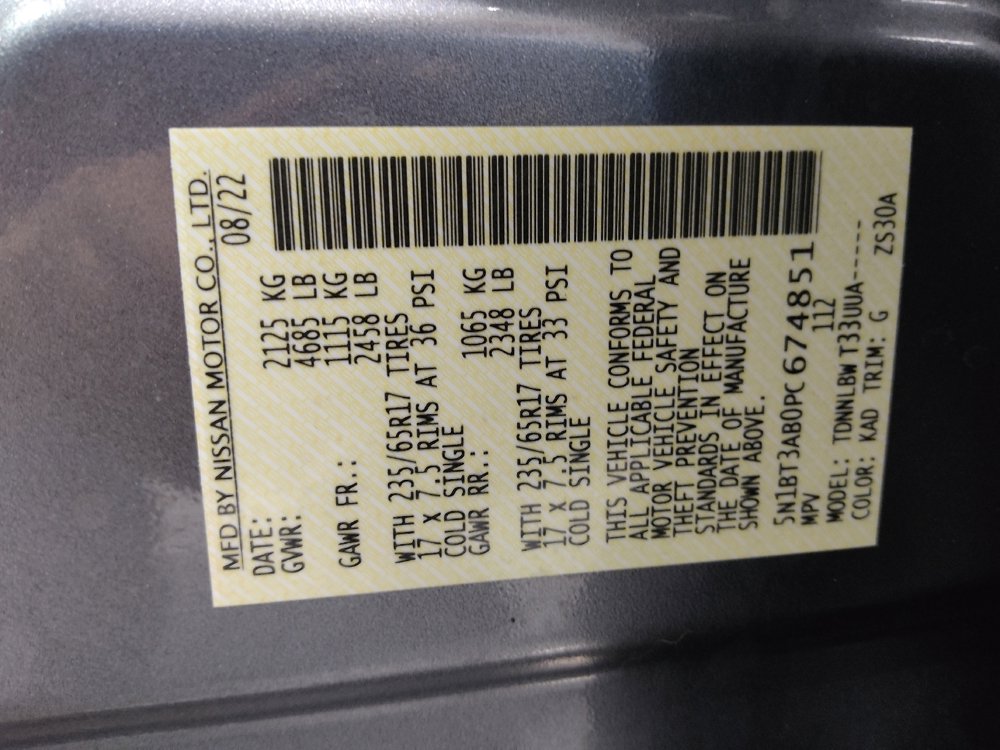 MFD BY NISSAN MOTOR CO., LTD.
DATE: 08/22
GVWR: 2125 KG
4685 LB
GAWR FR.: 1115 KG
2458 LB
WITH 235/65R17 TIRES
17 x 7.5 RIMS AT 36 PSI
COLD SINGLE
GAWR RR.: 1065 KG
2348 LB
WITH 235/65R17 TIRES
17 x 7.5 RIMS AT 33 PSI
COLD SINGLE
THIS VEHICLE CONFORMS TO
ALL APPLICABLE FEDERAL
MOTOR VEHICLE SAFETY AND
THEFT PREVENTION
STANDARDS IN EFFECT ON
THE DATE OF MANUFACTURE
SHOWN ABOVE.
5N1BT3AB0PC674851
MPV 112
MODEL: TDNNLBW T33UUA-----
COLOR: KAD TRIM: G ZS30A